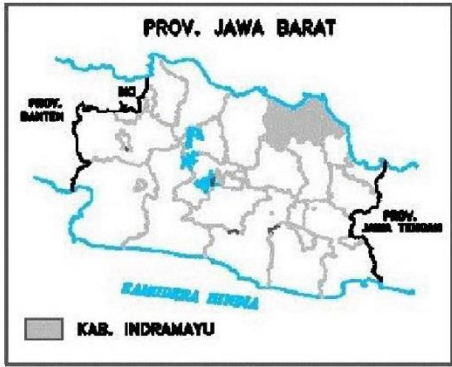 PROV. JAWA BARAT
DKI
PROV.
BANTEN
PROV.
JAWA TENGAH
SAMUDERA HINDIA
KAB. INDRAMAYU